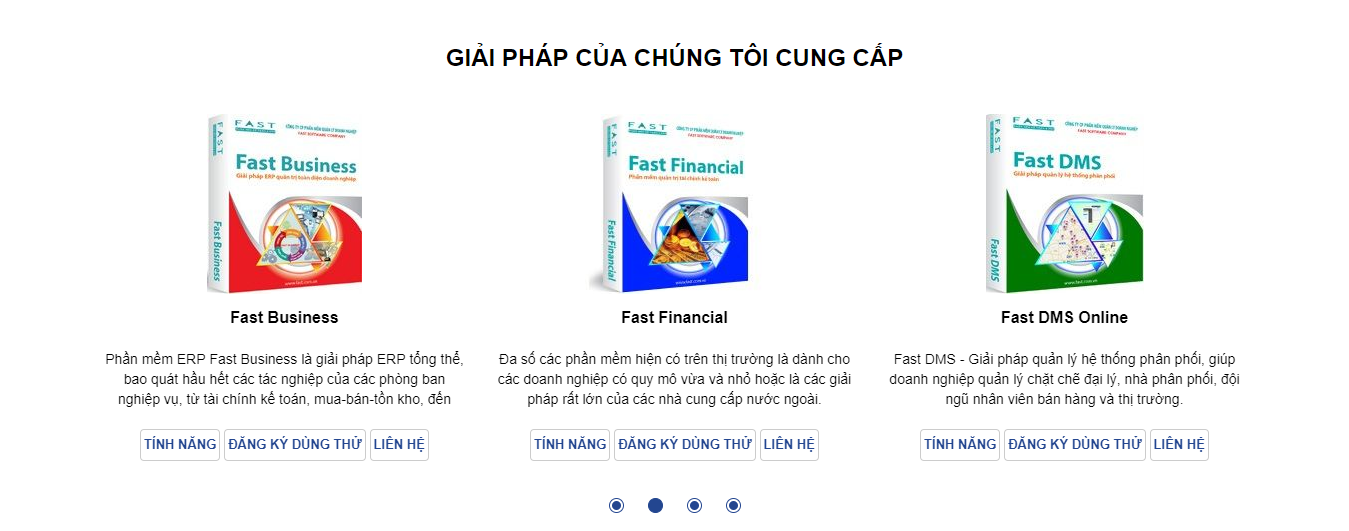 GIẢI PHÁP CỦA CHÚNG TÔI CUNG CẤP
FAST
CÔNG TY CP PHẦN MỀM QUẢN LÝ DOANH NGHIỆP
FAST SOFTWARE COMPANY
Fast Business
Giải pháp ERP quản trị toàn diện doanh nghiệp
FAST
Fast Business
www.fast.com.vn
FAST
CÔNG TY CP PHẦN MỀM QUẢN LÝ DOANH NGHIỆP
FAST SOFTWARE COMPANY
Fast Financial
Phần mềm quản trị tài chính kế toán
FAST
Fast Financial
www.fast.com.vn
FAST
CÔNG TY CP PHẦN MỀM QUẢN LÝ DOANH NGHIỆP
FAST SOFTWARE COMPANY
Fast DMS
Giải pháp quản lý hệ thống phân phối
FAST
Fast DMS
www.fast.com.vn
Fast Business
Phần mềm ERP Fast Business là giải pháp ERP tổng thể,
bao quát hầu hết các tác nghiệp của các phòng ban
nghiệp vụ, từ tài chính kế toán, mua-bán-tồn kho, đến
TÍNH NĂNG
ĐĂNG KÝ DÙNG THỬ
LIÊN HỆ
Fast Financial
Đa số các phần mềm hiện có trên thị trường là dành cho
các doanh nghiệp có quy mô vừa và nhỏ hoặc là các giải
pháp rất lớn của các nhà cung cấp nước ngoài.
TÍNH NĂNG
ĐĂNG KÝ DÙNG THỬ
LIÊN HỆ
Fast DMS Online
Fast DMS - Giải pháp quản lý hệ thống phân phối, giúp
doanh nghiệp quản lý chặt chẽ đại lý, nhà phân phối, đội
ngũ nhân viên bán hàng và thị trường.
TÍNH NĂNG
ĐĂNG KÝ DÙNG THỬ
LIÊN HỆ